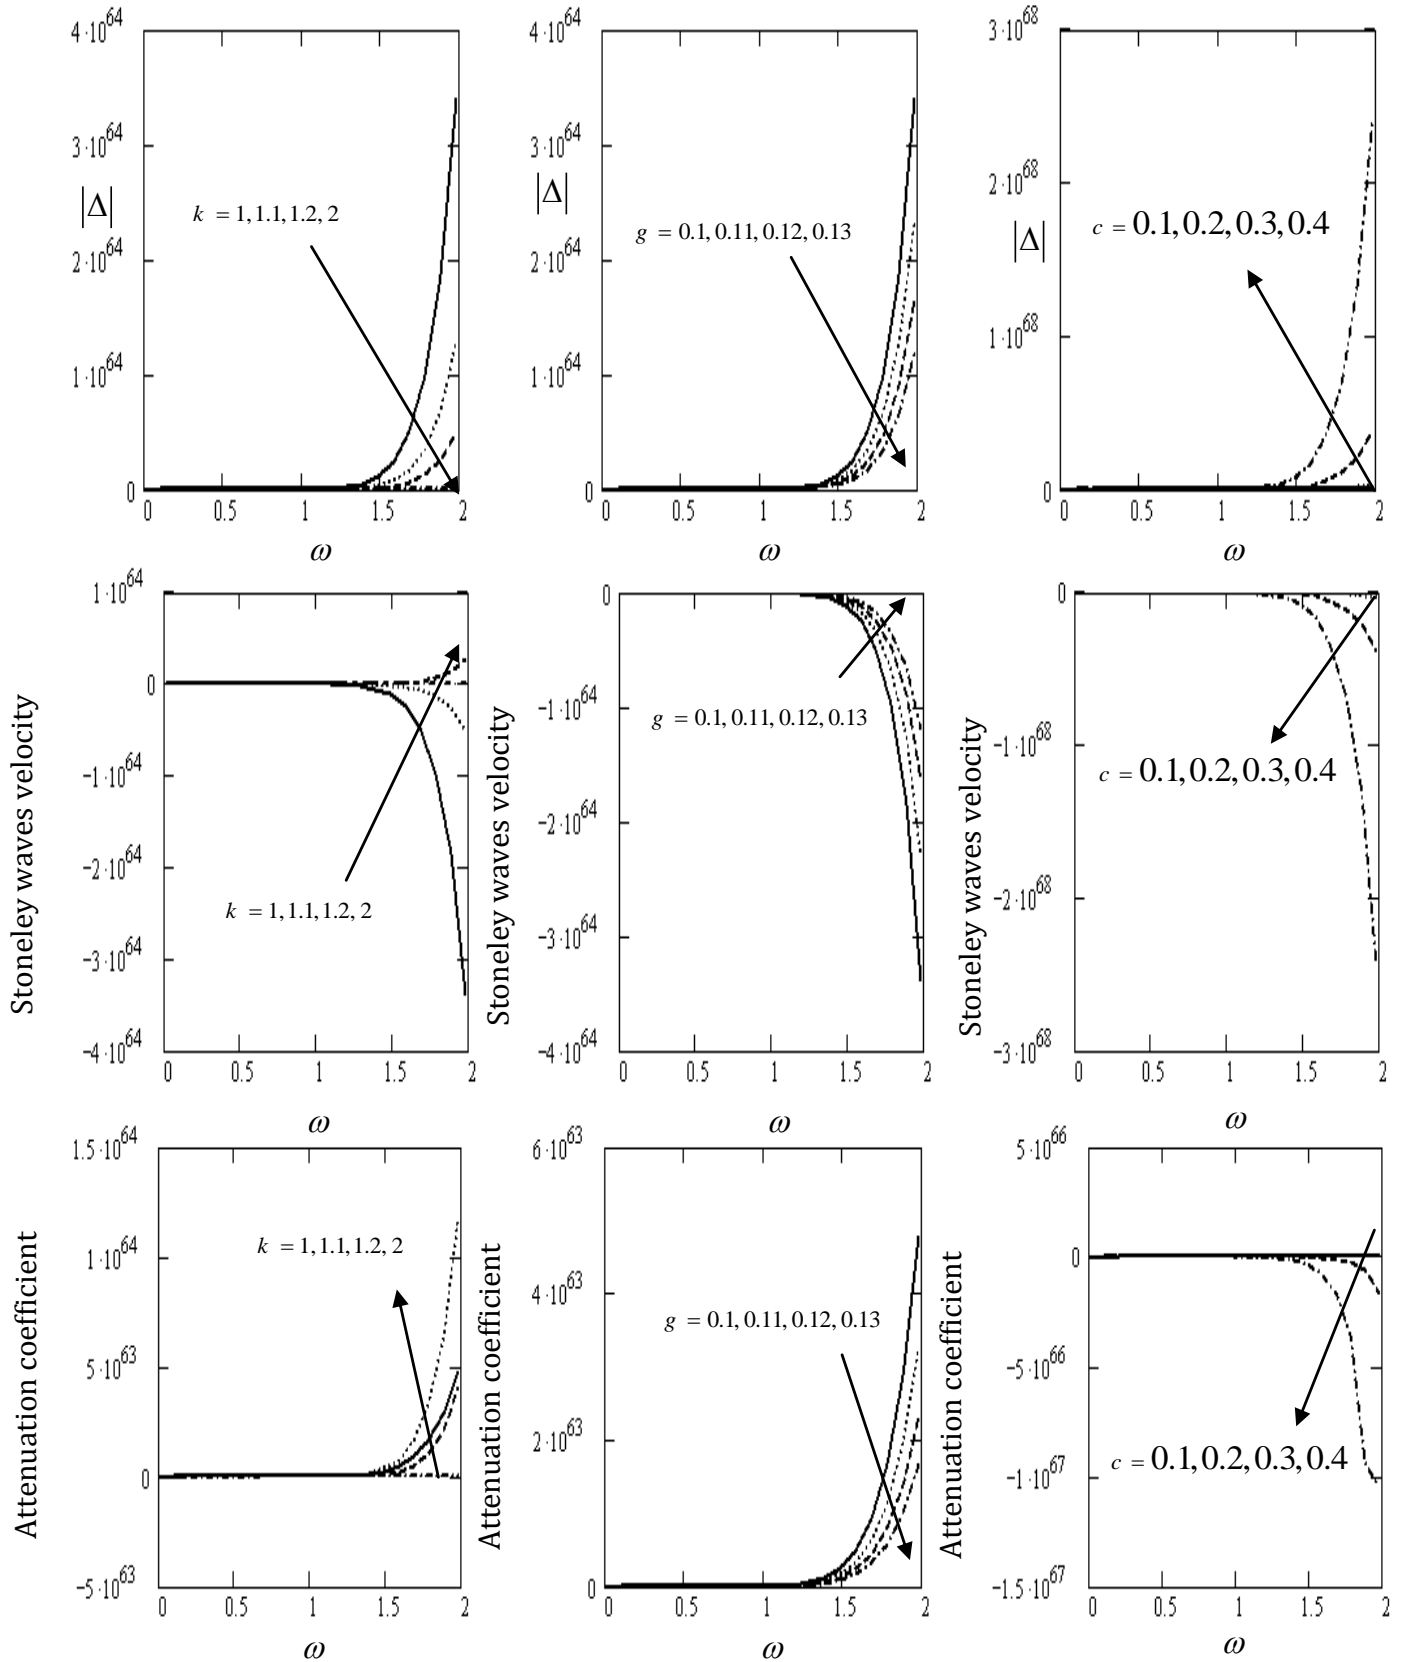 4·10^64
3·10^64
|Δ|
k = 1,1.1,1.2,2
2·10^64
1·10^64
0
0 0.5 1 1.5 2
ω
4·10^64
3·10^64
|Δ|
g = 0.1,0.11,0.12,0.13
2·10^64
1·10^64
0
0 0.5 1 1.5 2
ω
3·10^68
2·10^68
|Δ|
c = 0.1,0.2,0.3,0.4
1·10^68
0
0 0.5 1 1.5 2
ω
Stoneley waves velocity
1·10^64
0
-1·10^64
-2·10^64
k = 1,1.1,1.2,2
-3·10^64
-4·10^64
0 0.5 1 1.5 2
ω
Stoneley waves velocity
0
-1·10^64
g = 0.1,0.11,0.12,0.13
-2·10^64
-3·10^64
-4·10^64
0 0.5 1 1.5 2
ω
Stoneley waves velocity
0
-1·10^68
c = 0.1,0.2,0.3,0.4
-2·10^68
-3·10^68
0 0.5 1 1.5 2
ω
Attenuation coefficient
1.5·10^64
k = 1,1.1,1.2,2
1·10^64
5·10^63
0
-5·10^63
0 0.5 1 1.5 2
ω
Attenuation coefficient
6·10^63
4·10^63
g = 0.1,0.11,0.12,0.13
2·10^63
0
0 0.5 1 1.5 2
ω
Attenuation coefficient
5·10^66
0
-5·10^66
c = 0.1,0.2,0.3,0.4
-1·10^67
-1.5·10^67
0 0.5 1 1.5 2
ω